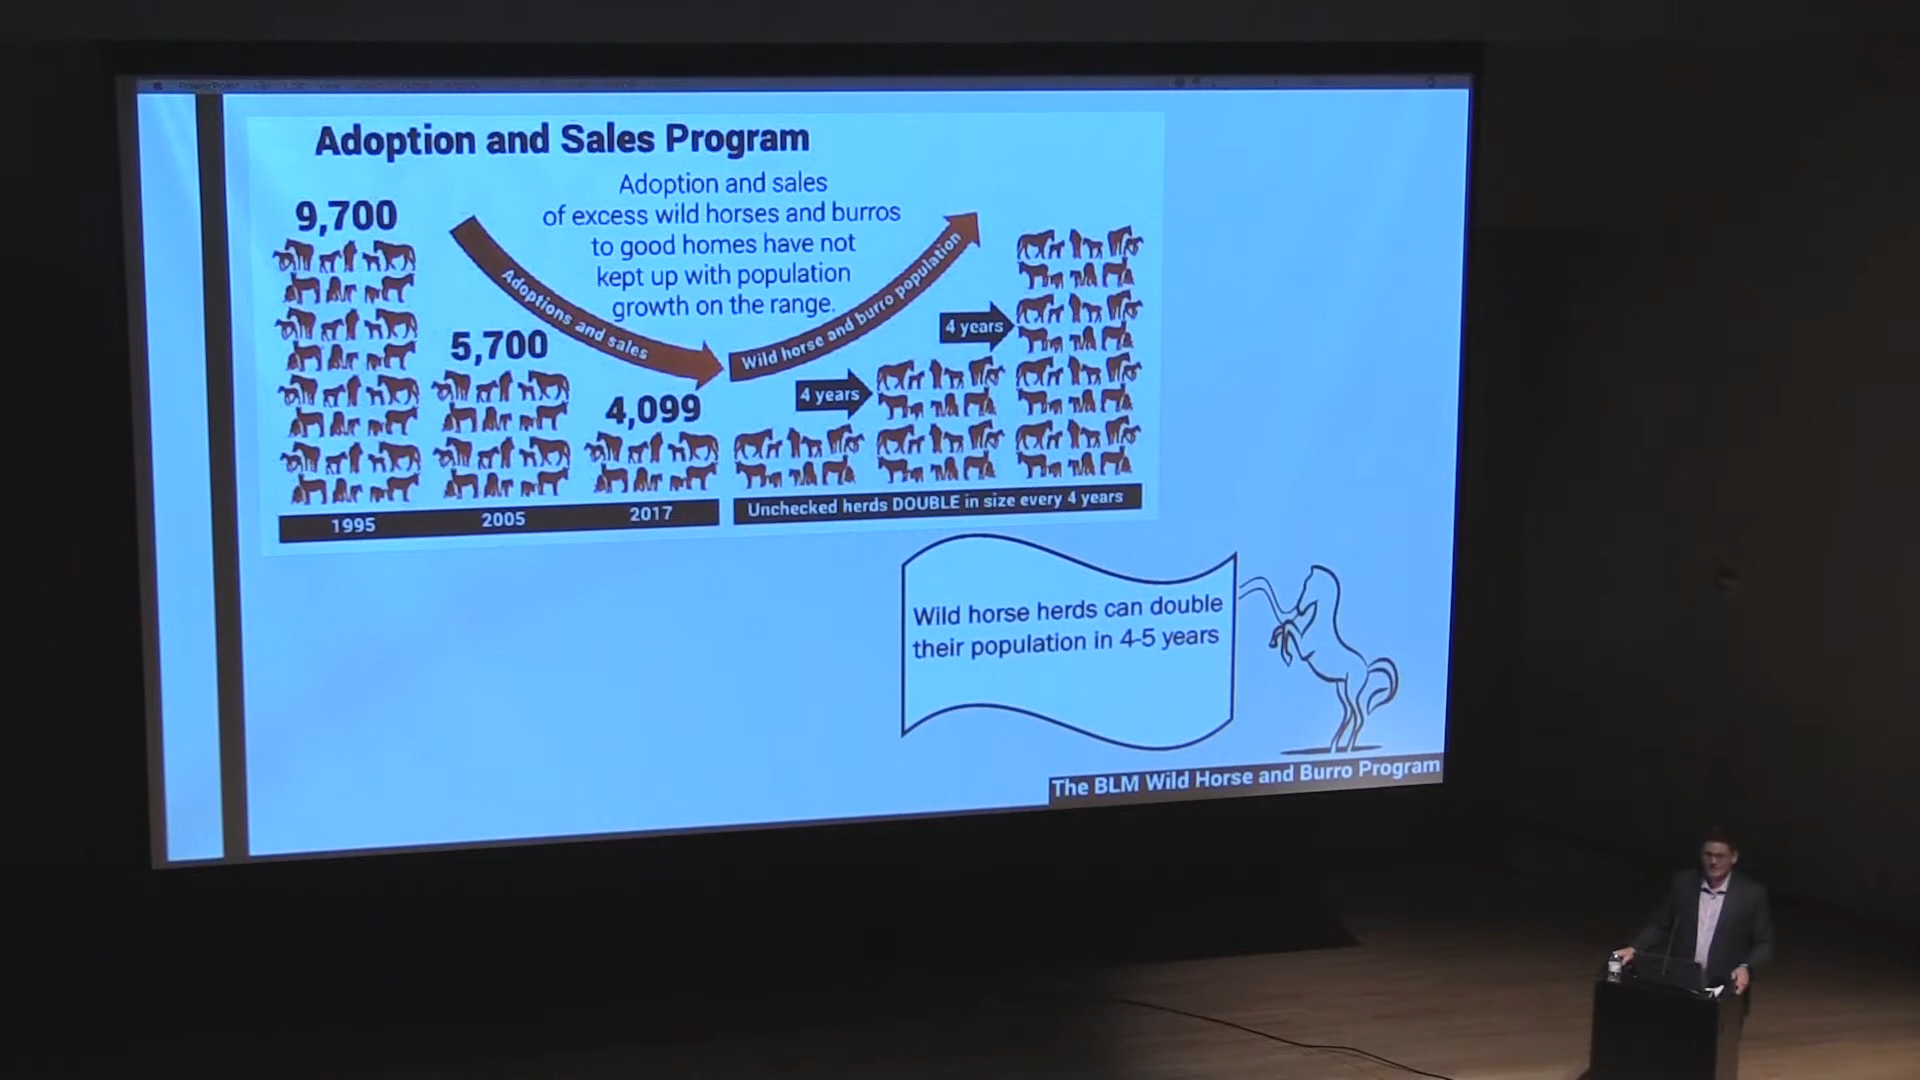 PowerPoint
Adoption and Sales Program
Adoption and sales
of excess wild horses and burros
to good homes have not
kept up with population
growth on the range.
9,700
5,700
4,099
Adoptions and sales
Wild horse and burro population
4 years
4 years
1995
2005
2017
Unchecked herds DOUBLE in size every 4 years
Wild horse herds can double
their population in 4-5 years
The BLM Wild Horse and Burro Program